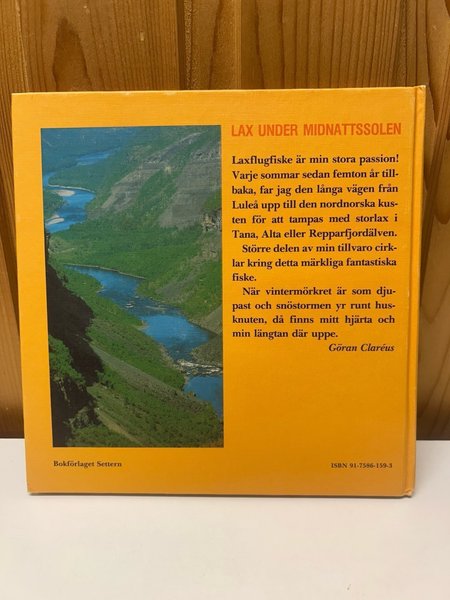 LAX UNDER MIDNATTSSOLEN
Laxflugfiske är min stora passion!
Varje sommar sedan femton år till-
baka, far jag den långa vägen från
Luleå upp till den nordnorska kus-
ten för att tampas med storlax i
Tana, Alta eller Repparfjordälven.
Större delen av min tillvaro cirk-
lar kring detta märkliga fantastiska
fiske.
När vintermörkret är som dju-
past och snöstormen yr runt hus-
knuten, då finns mitt hjärta och
min längtan där uppe.
Göran Claréus
Bokförlaget Settern
ISBN 91-7586-159-3